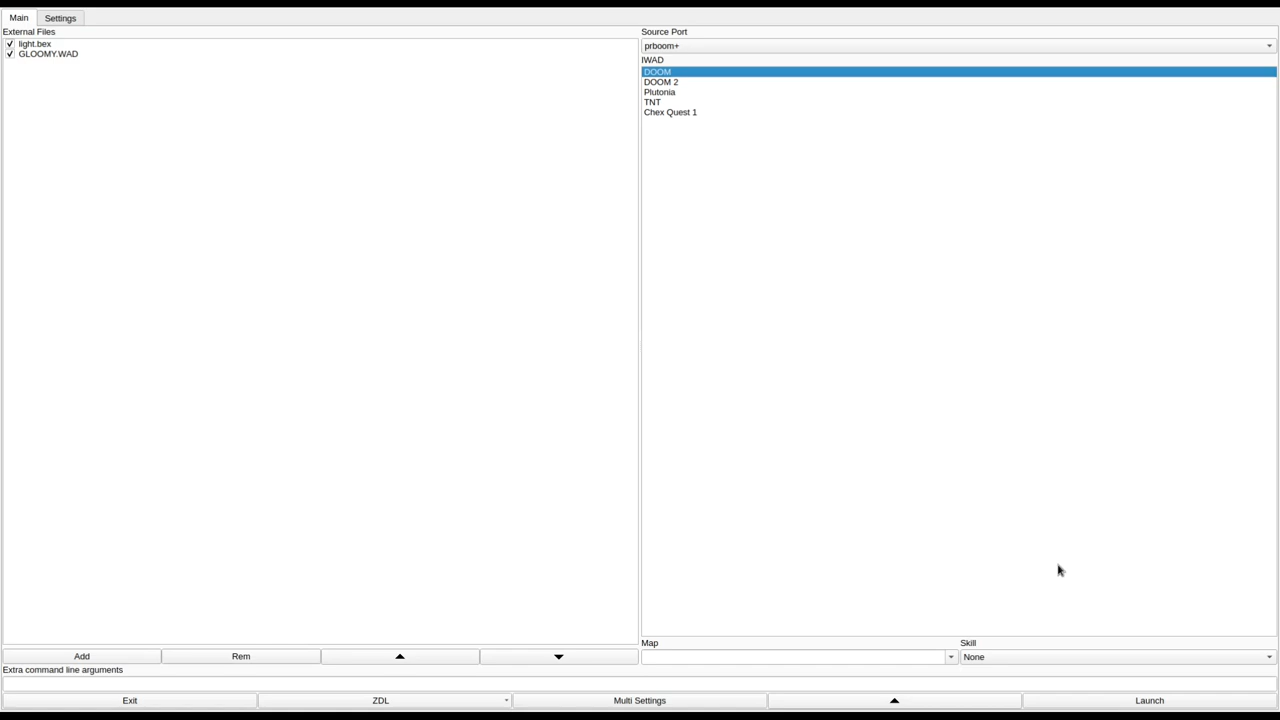 Main Settings
External Files
light.bex
GLOOMY.WAD
Source Port
prboom+
IWAD
DOOM
DOOM 2
Plutonia
TNT
Chex Quest 1
Add Rem
Map Skill
None
Extra command line arguments
Exit ZDL Multi Settings Launch